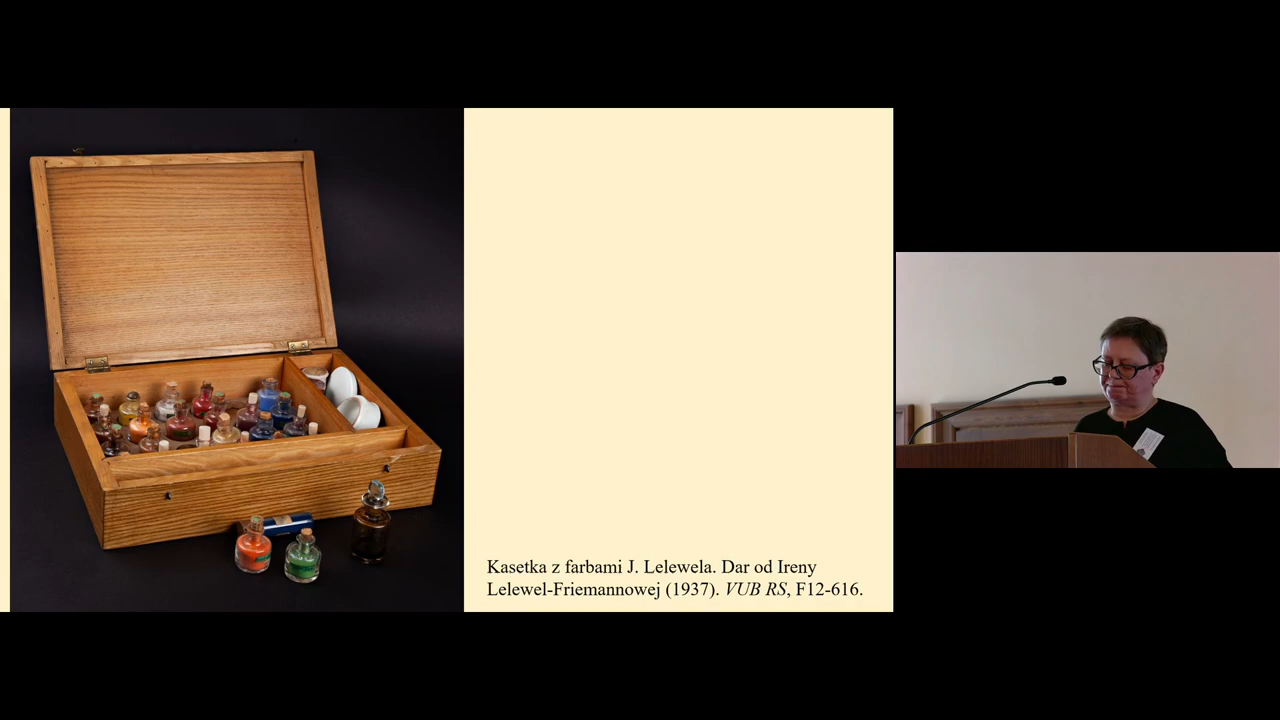 Kasetka z farbami J. Lelewela. Dar od Ireny
Lelewel-Friemannowej (1937). VUB RS, F12-616.